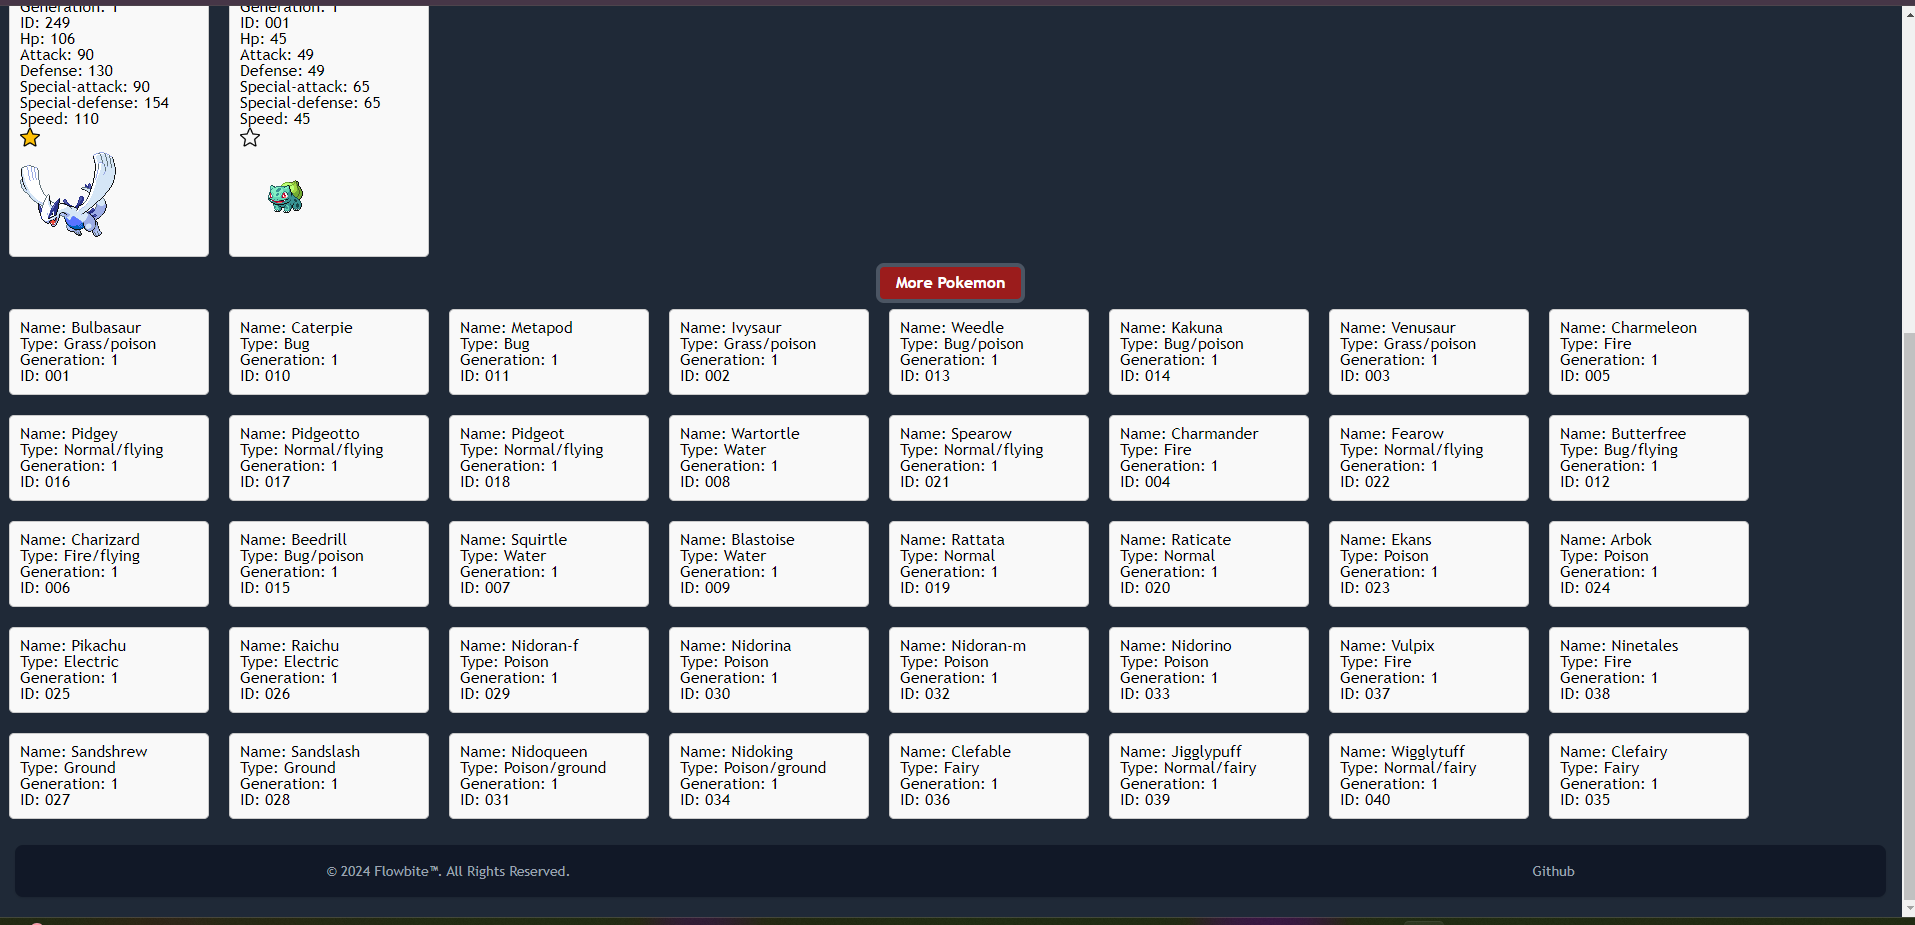 Generation: 1
ID: 249
Hp: 106
Attack: 90
Defense: 130
Special-attack: 90
Special-defense: 154
Speed: 110
Generation: 1
ID: 001
Hp: 45
Attack: 49
Defense: 49
Special-attack: 65
Special-defense: 65
Speed: 45
More Pokemon
Name: Bulbasaur
Type: Grass/poison
Generation: 1
ID: 001
Name: Caterpie
Type: Bug
Generation: 1
ID: 010
Name: Metapod
Type: Bug
Generation: 1
ID: 011
Name: Ivysaur
Type: Grass/poison
Generation: 1
ID: 002
Name: Weedle
Type: Bug/poison
Generation: 1
ID: 013
Name: Kakuna
Type: Bug/poison
Generation: 1
ID: 014
Name: Venusaur
Type: Grass/poison
Generation: 1
ID: 003
Name: Charmeleon
Type: Fire
Generation: 1
ID: 005
Name: Pidgey
Type: Normal/flying
Generation: 1
ID: 016
Name: Pidgeotto
Type: Normal/flying
Generation: 1
ID: 017
Name: Pidgeot
Type: Normal/flying
Generation: 1
ID: 018
Name: Wartortle
Type: Water
Generation: 1
ID: 008
Name: Spearow
Type: Normal/flying
Generation: 1
ID: 021
Name: Charmander
Type: Fire
Generation: 1
ID: 004
Name: Fearow
Type: Normal/flying
Generation: 1
ID: 022
Name: Butterfree
Type: Bug/flying
Generation: 1
ID: 012
Name: Charizard
Type: Fire/flying
Generation: 1
ID: 006
Name: Beedrill
Type: Bug/poison
Generation: 1
ID: 015
Name: Squirtle
Type: Water
Generation: 1
ID: 007
Name: Blastoise
Type: Water
Generation: 1
ID: 009
Name: Rattata
Type: Normal
Generation: 1
ID: 019
Name: Raticate
Type: Normal
Generation: 1
ID: 020
Name: Ekans
Type: Poison
Generation: 1
ID: 023
Name: Arbok
Type: Poison
Generation: 1
ID: 024
Name: Pikachu
Type: Electric
Generation: 1
ID: 025
Name: Raichu
Type: Electric
Generation: 1
ID: 026
Name: Nidoran-f
Type: Poison
Generation: 1
ID: 029
Name: Nidorina
Type: Poison
Generation: 1
ID: 030
Name: Nidoran-m
Type: Poison
Generation: 1
ID: 032
Name: Nidorino
Type: Poison
Generation: 1
ID: 033
Name: Vulpix
Type: Fire
Generation: 1
ID: 037
Name: Ninetales
Type: Fire
Generation: 1
ID: 038
Name: Sandshrew
Type: Ground
Generation: 1
ID: 027
Name: Sandslash
Type: Ground
Generation: 1
ID: 028
Name: Nidoqueen
Type: Poison/ground
Generation: 1
ID: 031
Name: Nidoking
Type: Poison/ground
Generation: 1
ID: 034
Name: Clefable
Type: Fairy
Generation: 1
ID: 036
Name: Jigglypuff
Type: Normal/fairy
Generation: 1
ID: 039
Name: Wigglytuff
Type: Normal/fairy
Generation: 1
ID: 040
Name: Clefairy
Type: Fairy
Generation: 1
ID: 035
© 2024 Flowbite™. All Rights Reserved.
Github